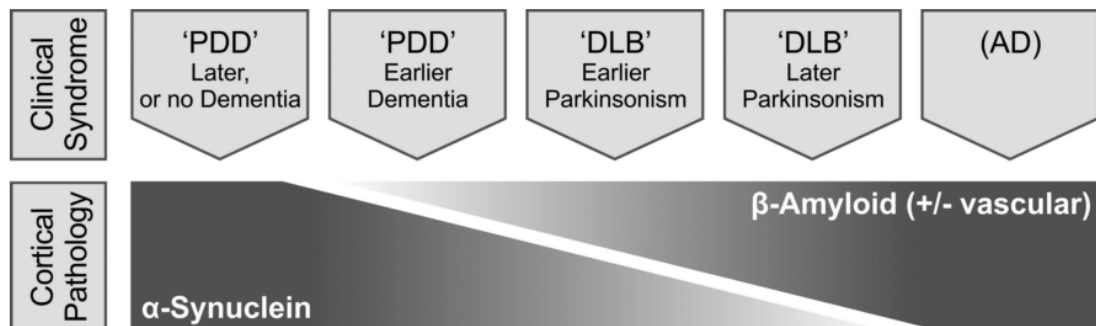 Clinical
Syndrome
‘PDD’
Later,
or no Dementia
‘PDD’
Earlier
Dementia
‘DLB’
Earlier
Parkinsonism
‘DLB’
Later
Parkinsonism
(AD)
Cortical
Pathology
β-Amyloid (+/- vascular)
α-Synuclein